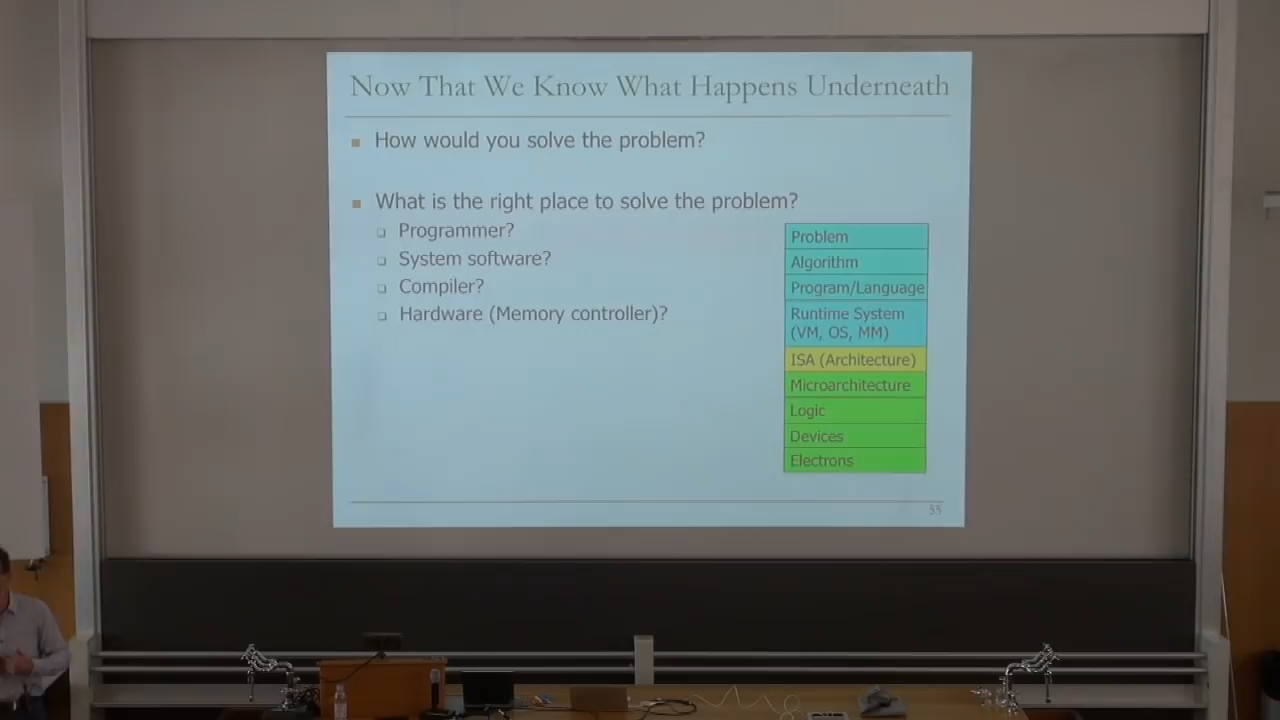 Now That We Know What Happens Underneath
How would you solve the problem?
What is the right place to solve the problem?
Programmer?
System software?
Compiler?
Hardware (Memory controller)?
Problem
Algorithm
Program/Language
Runtime System
(VM, OS, MM)
ISA (Architecture)
Microarchitecture
Logic
Devices
Electrons
55